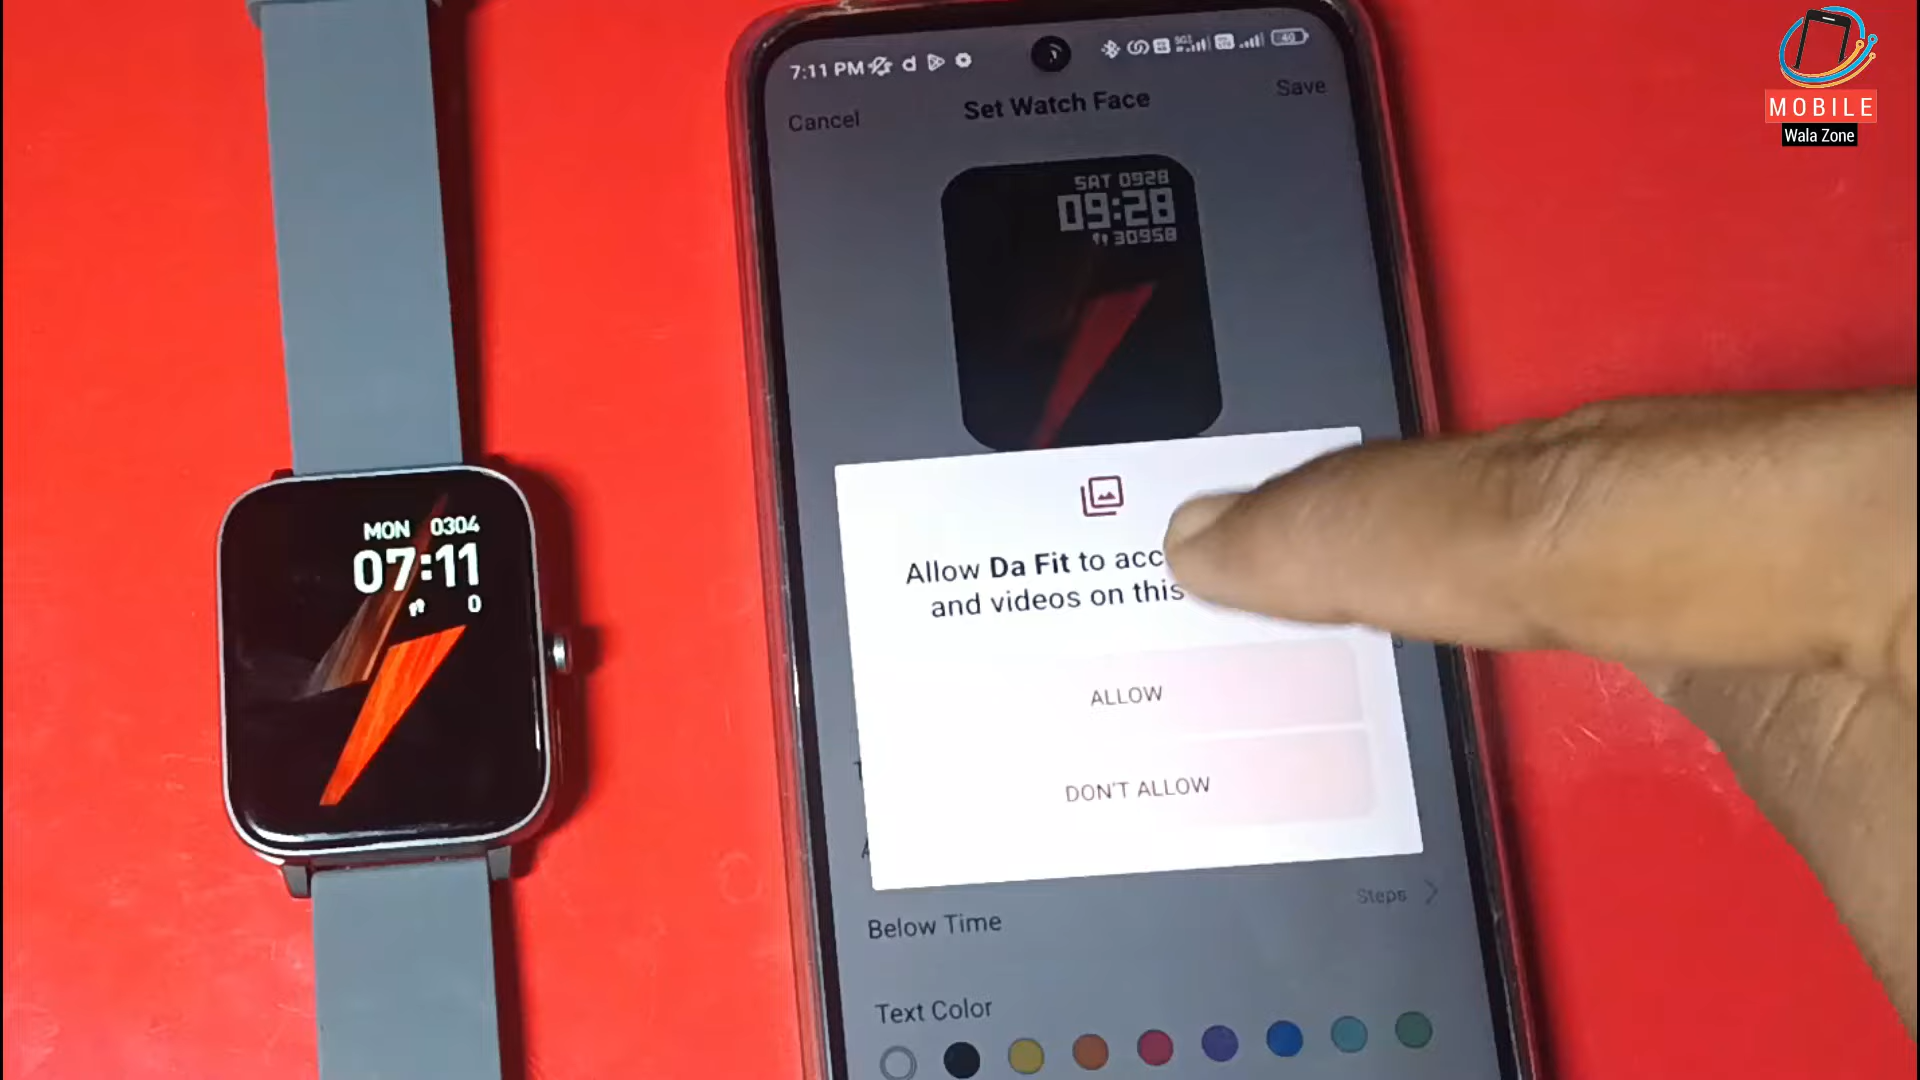 MOBILE
Wala Zone
7:11 PM
Cancel
Set Watch Face
Save
SAT 0928
09:28
30958
Allow Da Fit to acc
and videos on this
ALLOW
DON'T ALLOW
Steps
Below Time
Text Color
MON 0304
07:11
0